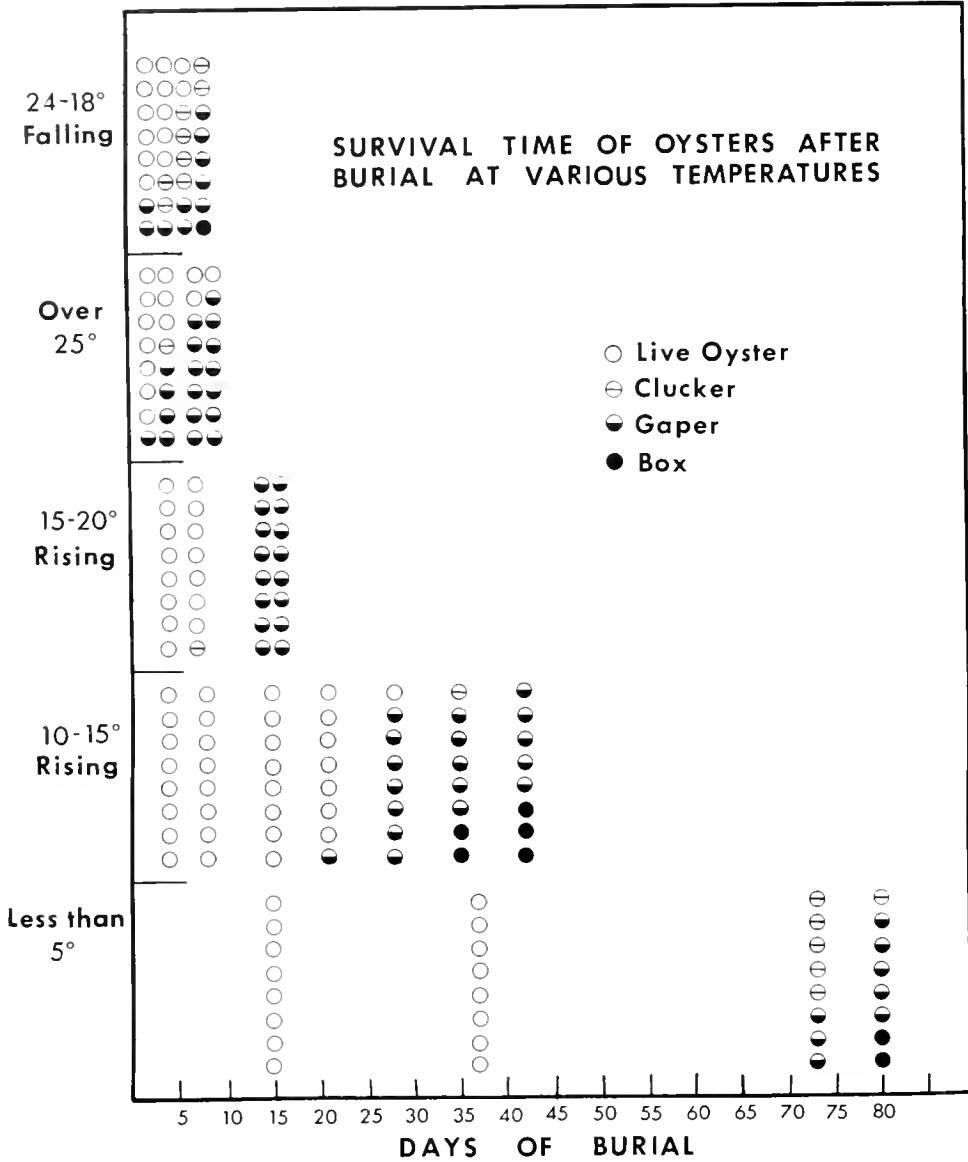 SURVIVAL TIME OF OYSTERS AFTER
BURIAL AT VARIOUS TEMPERATURES
24-18°
Falling
Over
25°
15-20°
Rising
10-15°
Rising
Less than
5°
Live Oyster
Clucker
Gaper
Box
5 10 15 20 25 30 35 40 45 50 55 60 65 70 75 80
DAYS OF BURIAL